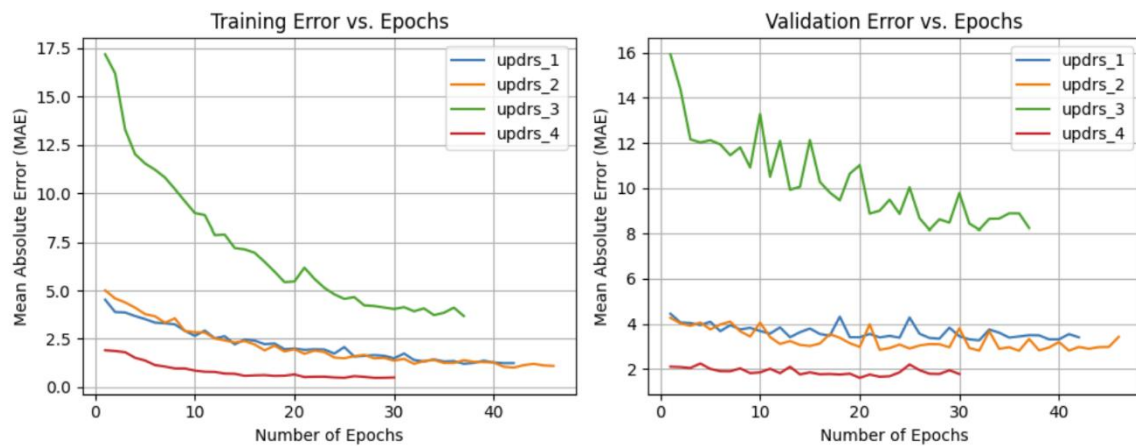 Training Error vs. Epochs
Mean Absolute Error (MAE)
17.5
15.0
12.5
10.0
7.5
5.0
2.5
0.0
updrs_1
updrs_2
updrs_3
updrs_4
0
10
20
30
40
Number of Epochs
Validation Error vs. Epochs
Mean Absolute Error (MAE)
16
14
12
10
8
6
4
2
updrs_1
updrs_2
updrs_3
updrs_4
0
10
20
30
40
Number of Epochs